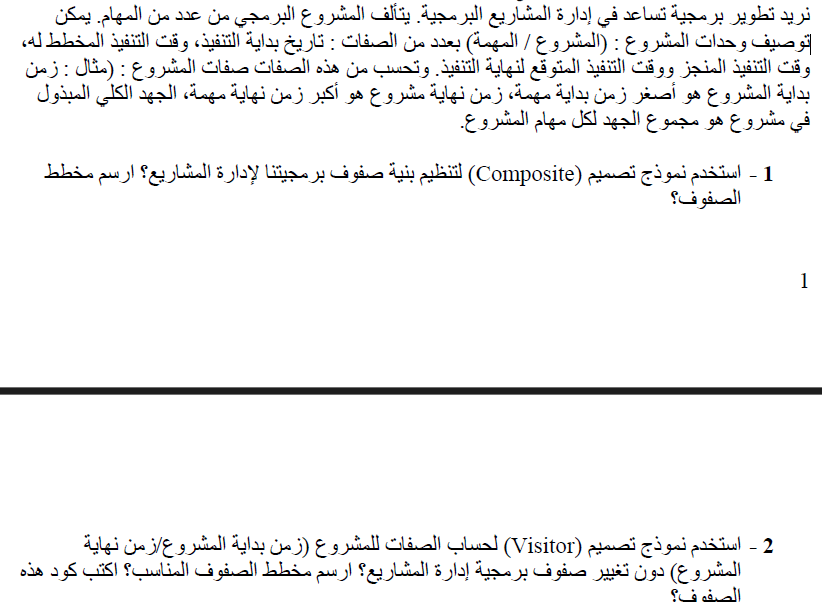 نريد تطوير برمجية تساعد في إدارة المشاريع البرمجية. يتألف المشروع البرمجي من عدد من المهام. يمكن
توصيف وحدات المشروع : (المشروع / المهمة) بعدد من الصفات : تاريخ بداية التنفيذ، وقت التنفيذ المخطط له،
وقت التنفيذ المنجز ووقت التنفيذ المتوقع لنهاية التنفيذ. وتحسب من هذه الصفات صفات المشروع : (مثال : زمن
بداية المشروع هو أصغر زمن بداية مهمة، زمن نهاية مشروع هو أكبر زمن نهاية مهمة، الجهد الكلي المبذول
في مشروع هو مجموع الجهد لكل مهام المشروع.
1 - استخدم نموذج تصميم (Composite) لتنظيم بنية صفوف برمجيتنا لإدارة المشاريع؟ ارسم مخطط
الصفوف؟
1
2 - استخدم نموذج تصميم (Visitor) لحساب الصفات للمشروع (زمن بداية المشروع/زمن نهاية
المشروع) دون تغيير صفوف برمجية إدارة المشاريع؟ ارسم مخطط الصفوف المناسب؟ اكتب كود هذه
الصفوف؟